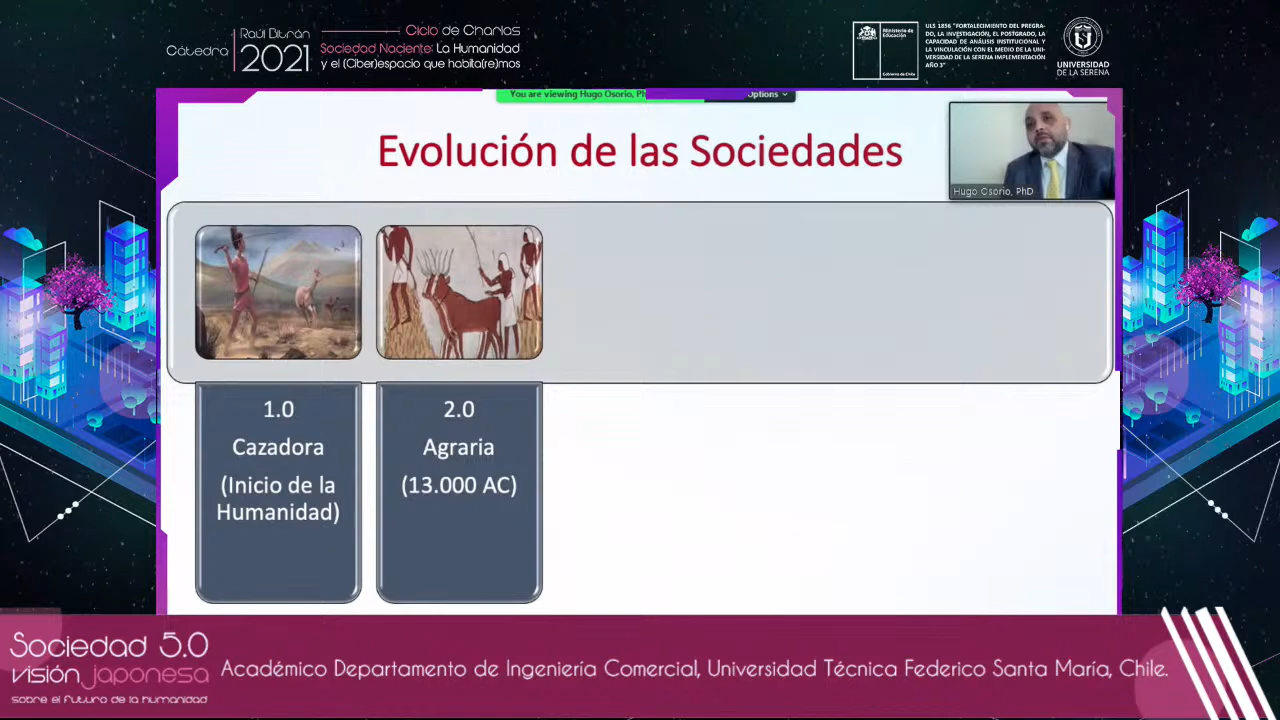 Cátedra
Raúl Bitrán
2021
Ciclo de Charlas
Sociedad Naciente: La Humanidad
y el (Ciber)espacio que habita(re)mos
Ministerio de
Educación
Gobierno de Chile
ULS 1856 "FORTALECIMIENTO DEL PREGRA-
DO, LA INVESTIGACIÓN, EL POSTGRADO, LA
CAPACIDAD DE ANÁLISIS INSTITUCIONAL Y
LA VINCULACIÓN CON EL MEDIO DE LA UNI-
VERSIDAD DE LA SERENA IMPLEMENTACIÓN
AÑO 3"
UNIVERSIDAD
DE LA SERENA
You are viewing Hugo Osorio, Ph
Options
Evolución de las Sociedades
Hugo Osorio, PhD
1.0
Cazadora
(Inicio de la
Humanidad)
2.0
Agraria
(13.000 AC)
Sociedad 5.0
visión japonesa
sobre el futuro de la humanidad
Académico Departamento de Ingeniería Comercial, Universidad Técnica Federico Santa María, Chile.